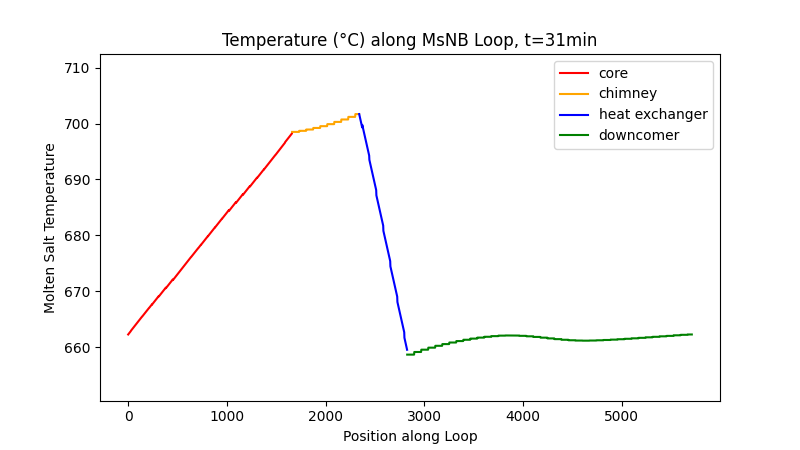 Temperature (°C) along MsNB Loop, t=31min
710
700
690
680
670
660
Molten Salt Temperature
core
chimney
heat exchanger
downcomer
0
1000
2000
3000
4000
5000
Position along Loop